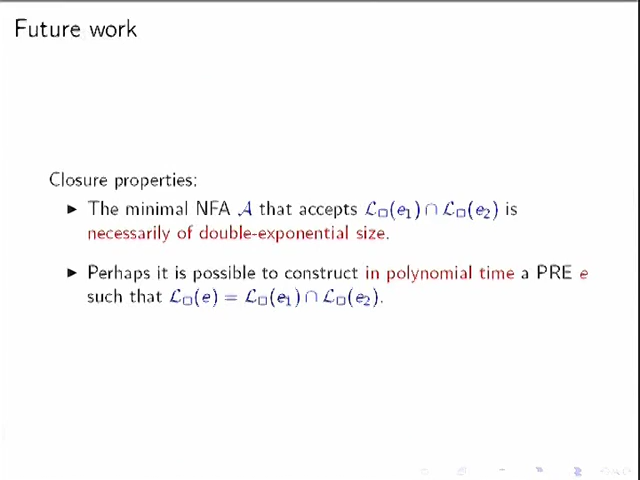 Future work
Closure properties:
▶ The minimal NFA 𝒜 that accepts ℒ□(e₁) ∩ ℒ□(e₂) is
necessarily of double-exponential size.
▶ Perhaps it is possible to construct in polynomial time a PRE e
such that ℒ□(e) = ℒ□(e₁) ∩ ℒ□(e₂).